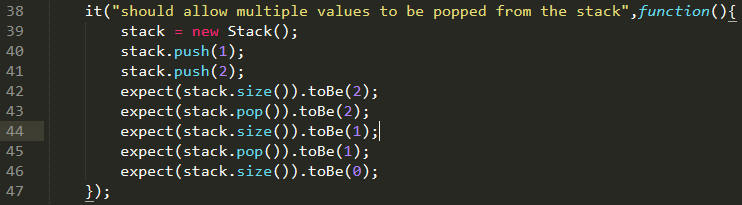 38 it("should allow multiple values to be popped from the stack",function(){
39 stack = new Stack();
40 stack.push(1);
41 stack.push(2);
42 expect(stack.size()).toBe(2);
43 expect(stack.pop()).toBe(2);
44 expect(stack.size()).toBe(1);
45 expect(stack.pop()).toBe(1);
46 expect(stack.size()).toBe(0);
47 });